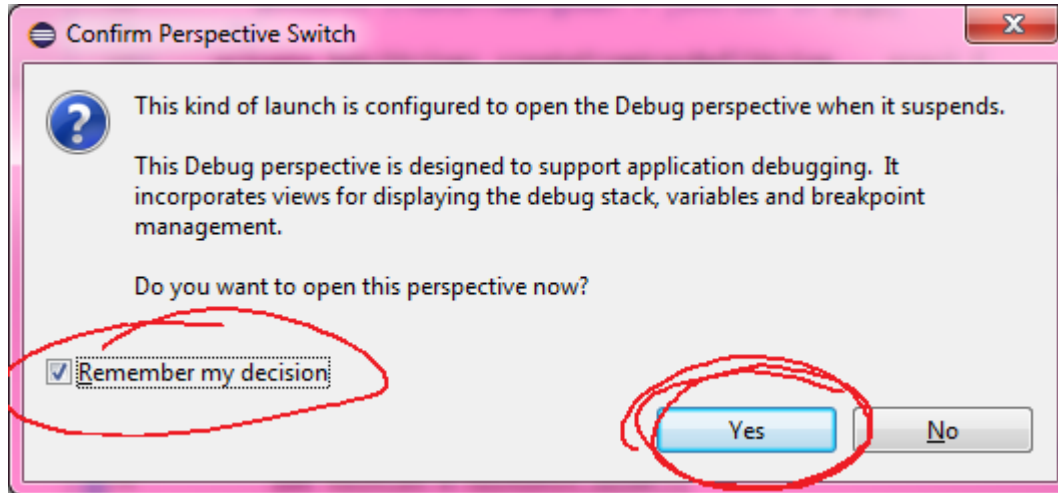 Confirm Perspective Switch
This kind of launch is configured to open the Debug perspective when it suspends.
This Debug perspective is designed to support application debugging. It
incorporates views for displaying the debug stack, variables and breakpoint
management.
Do you want to open this perspective now?
Remember my decision
Yes
No